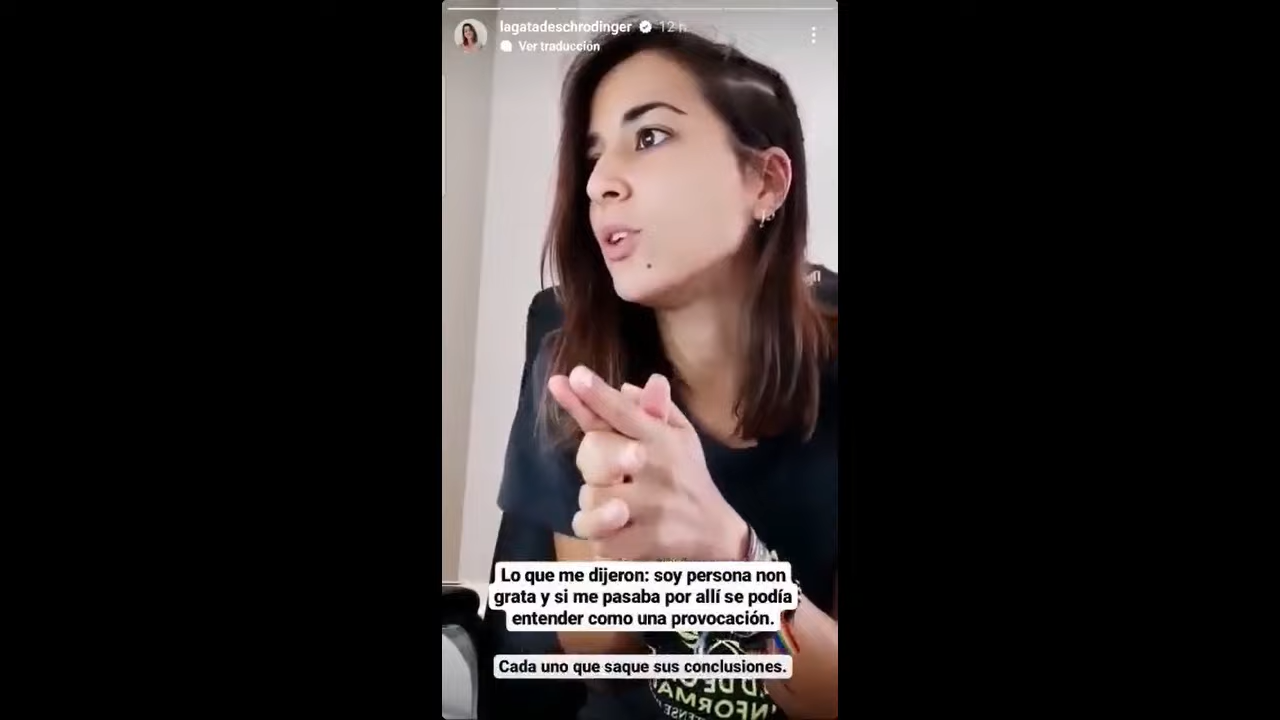 lagatadeschrodinger 12 h
Ver traducción
Lo que me dijeron: soy persona non
grata y si me pasaba por allí se podía
entender como una provocación.
Cada uno que saque sus conclusiones.